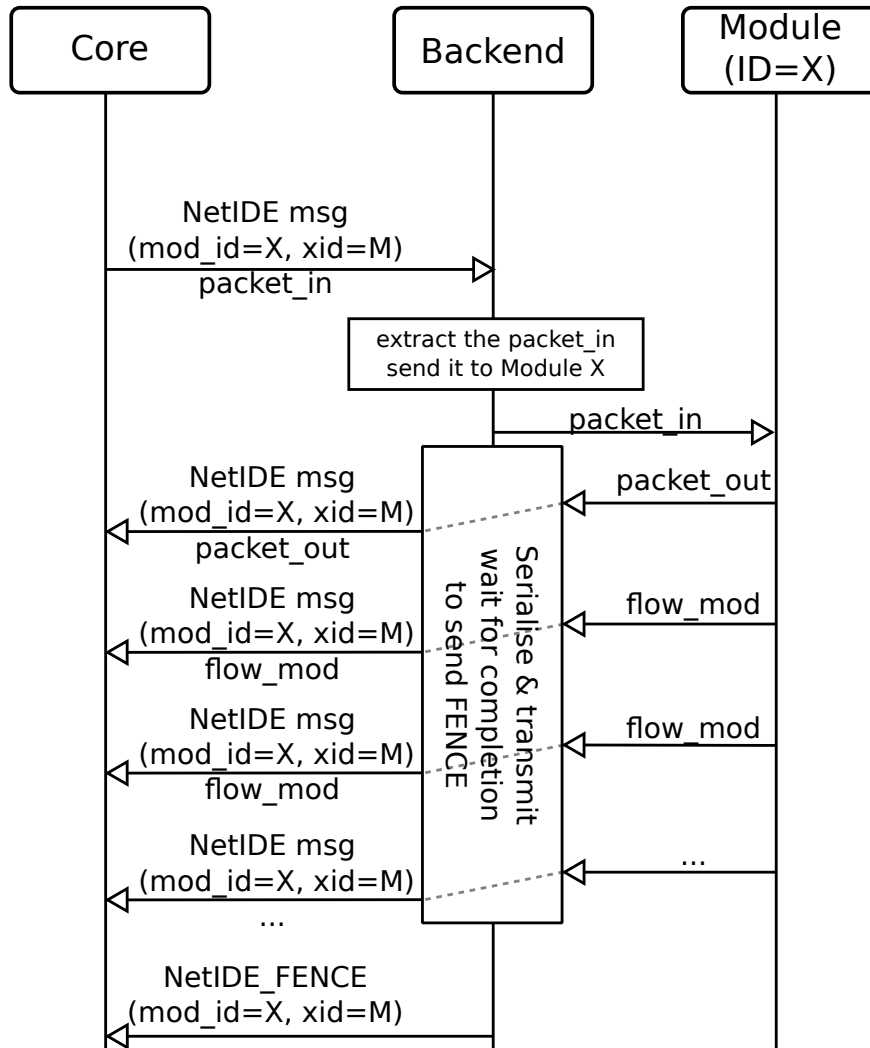 Core
Backend
Module
(ID=X)
NetIDE msg
(mod_id=X, xid=M)
packet_in
extract the packet_in
send it to Module X
packet_in
NetIDE msg
(mod_id=X, xid=M)
packet_out
packet_out
NetIDE msg
(mod_id=X, xid=M)
flow_mod
flow_mod
NetIDE msg
(mod_id=X, xid=M)
flow_mod
flow_mod
NetIDE msg
(mod_id=X, xid=M)
...
...
Serialise & transmit
wait for completion
to send FENCE
NetIDE_FENCE
(mod_id=X, xid=M)